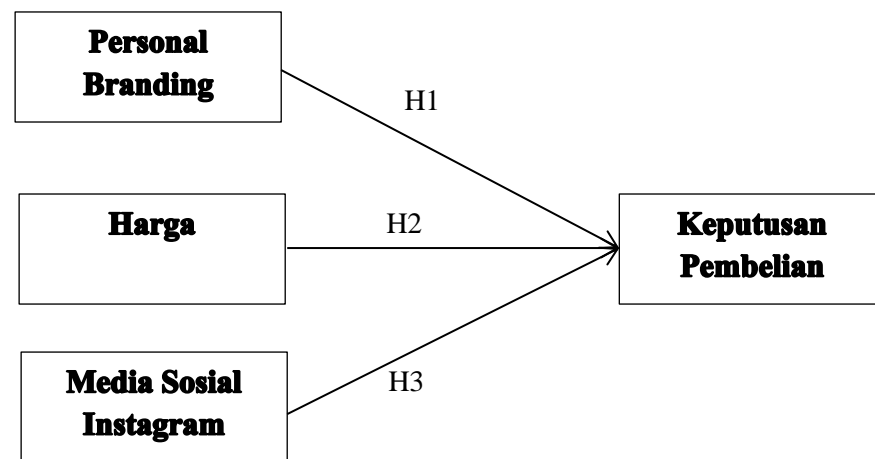 Personal
Branding
H1
Harga
H2
Keputusan
Pembelian
Media Sosial
Instagram
H3